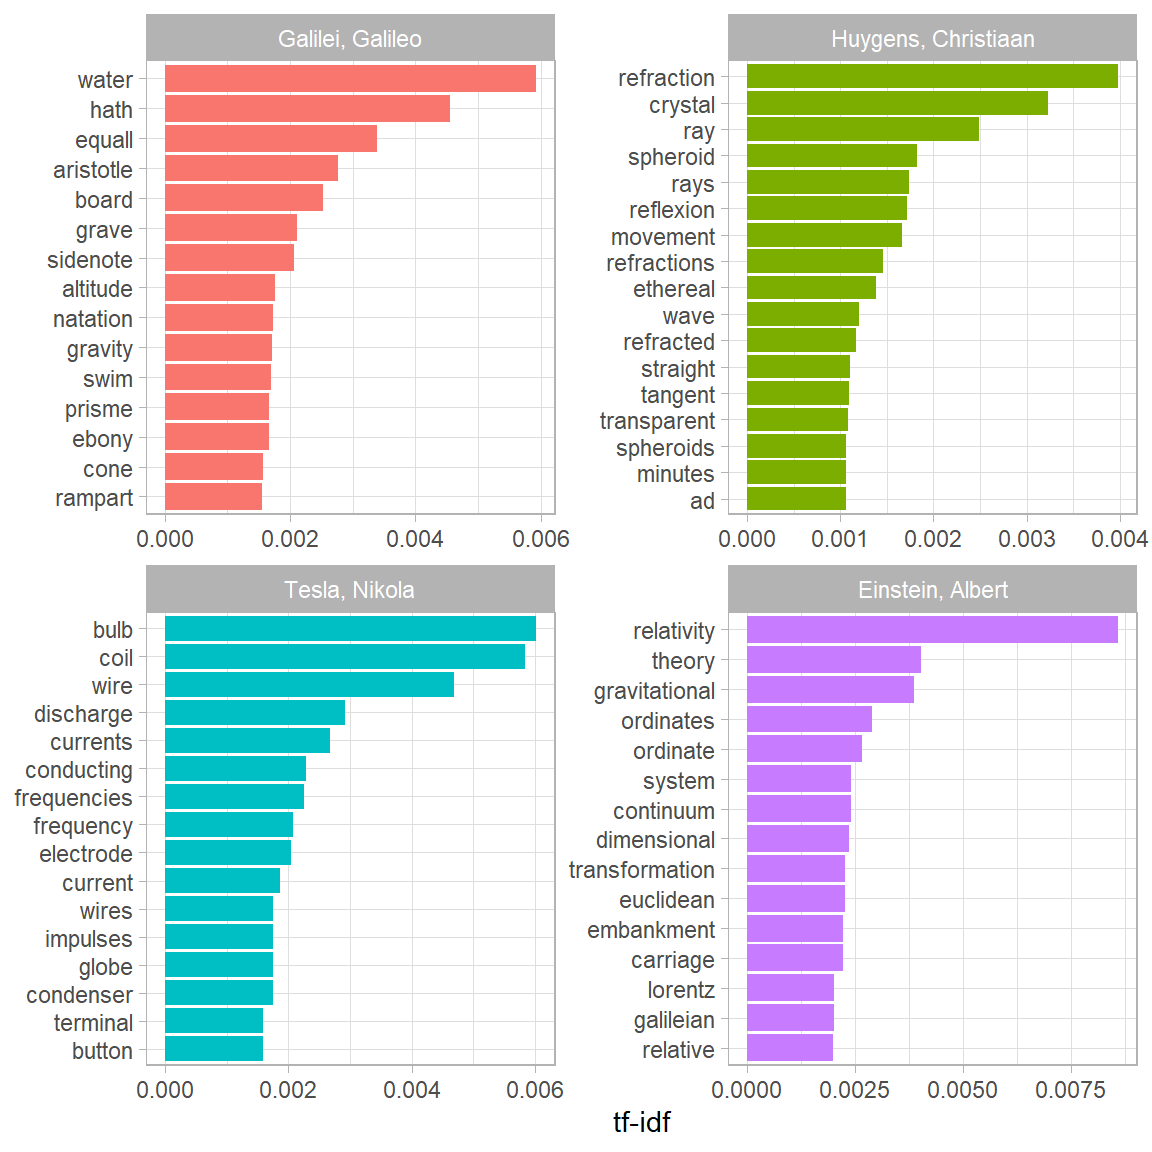 Galilei, Galileo
water
hath
equall
aristotle
board
grave
sidenote
altitude
natation
gravity
swim
prisme
ebony
cone
rampart
0.000 0.002 0.004 0.006
Huygens, Christiaan
refraction
crystal
ray
spheroid
rays
reflexion
movement
refractions
ethereal
wave
refracted
straight
tangent
transparent
spheroids
minutes
ad
0.000 0.001 0.002 0.003 0.004
Tesla, Nikola
bulb
coil
wire
discharge
currents
conducting
frequencies
frequency
electrode
current
wires
impulses
globe
condenser
terminal
button
0.000 0.002 0.004 0.006
Einstein, Albert
relativity
theory
gravitational
ordinates
ordinate
system
continuum
dimensional
transformation
euclidean
embankment
carriage
lorentz
galileian
relative
0.0000 0.0025 0.0050 0.0075
tf-idf